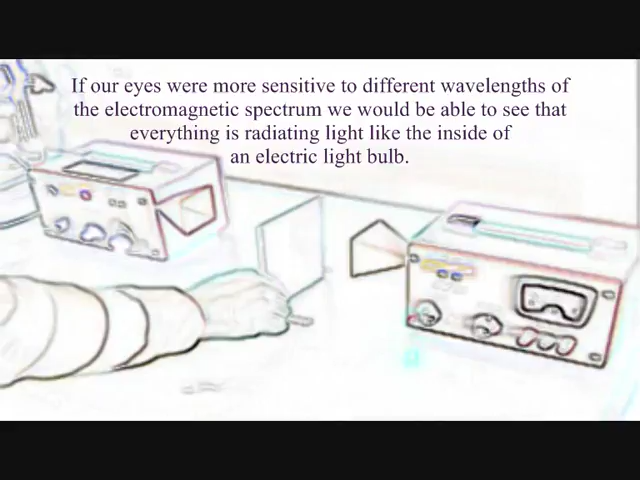 If our eyes were more sensitive to different wavelengths of
the electromagnetic spectrum we would be able to see that
everything is radiating light like the inside of
an electric light bulb.